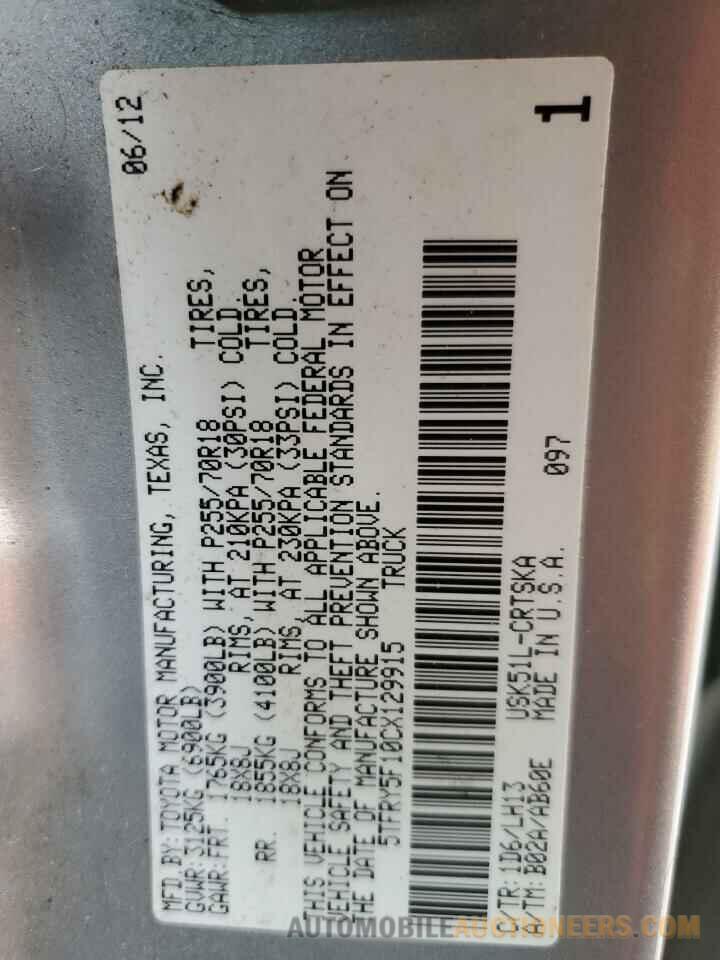 MFD.BY:TOYOTA MOTOR MANUFACTURING, TEXAS, INC. 06/12
GVWR:3125KG (6900LB)
GAWR:FRT. 1765KG (3900LB) WITH P255/70R18 TIRES,
18X8J RIMS, AT 210KPA (30PSI) COLD.
RR. 1855KG (4100LB) WITH P255/70R18 TIRES,
18X8J RIMS, AT 230KPA (33PSI) COLD.
THIS VEHICLE CONFORMS TO ALL APPLICABLE FEDERAL MOTOR
VEHICLE SAFETY AND THEFT PREVENTION STANDARDS IN EFFECT ON
THE DATE OF MANUFACTURE SHOWN ABOVE.
5TFRY5F10CX129915 TRUCK
C/TR: 1D6/LH13 USK51L-CRTSKA 097
A/TM: B02A/AB60E MADE IN U.S.A.
1
AUTOMOBILEAUCTIONEERS.COM